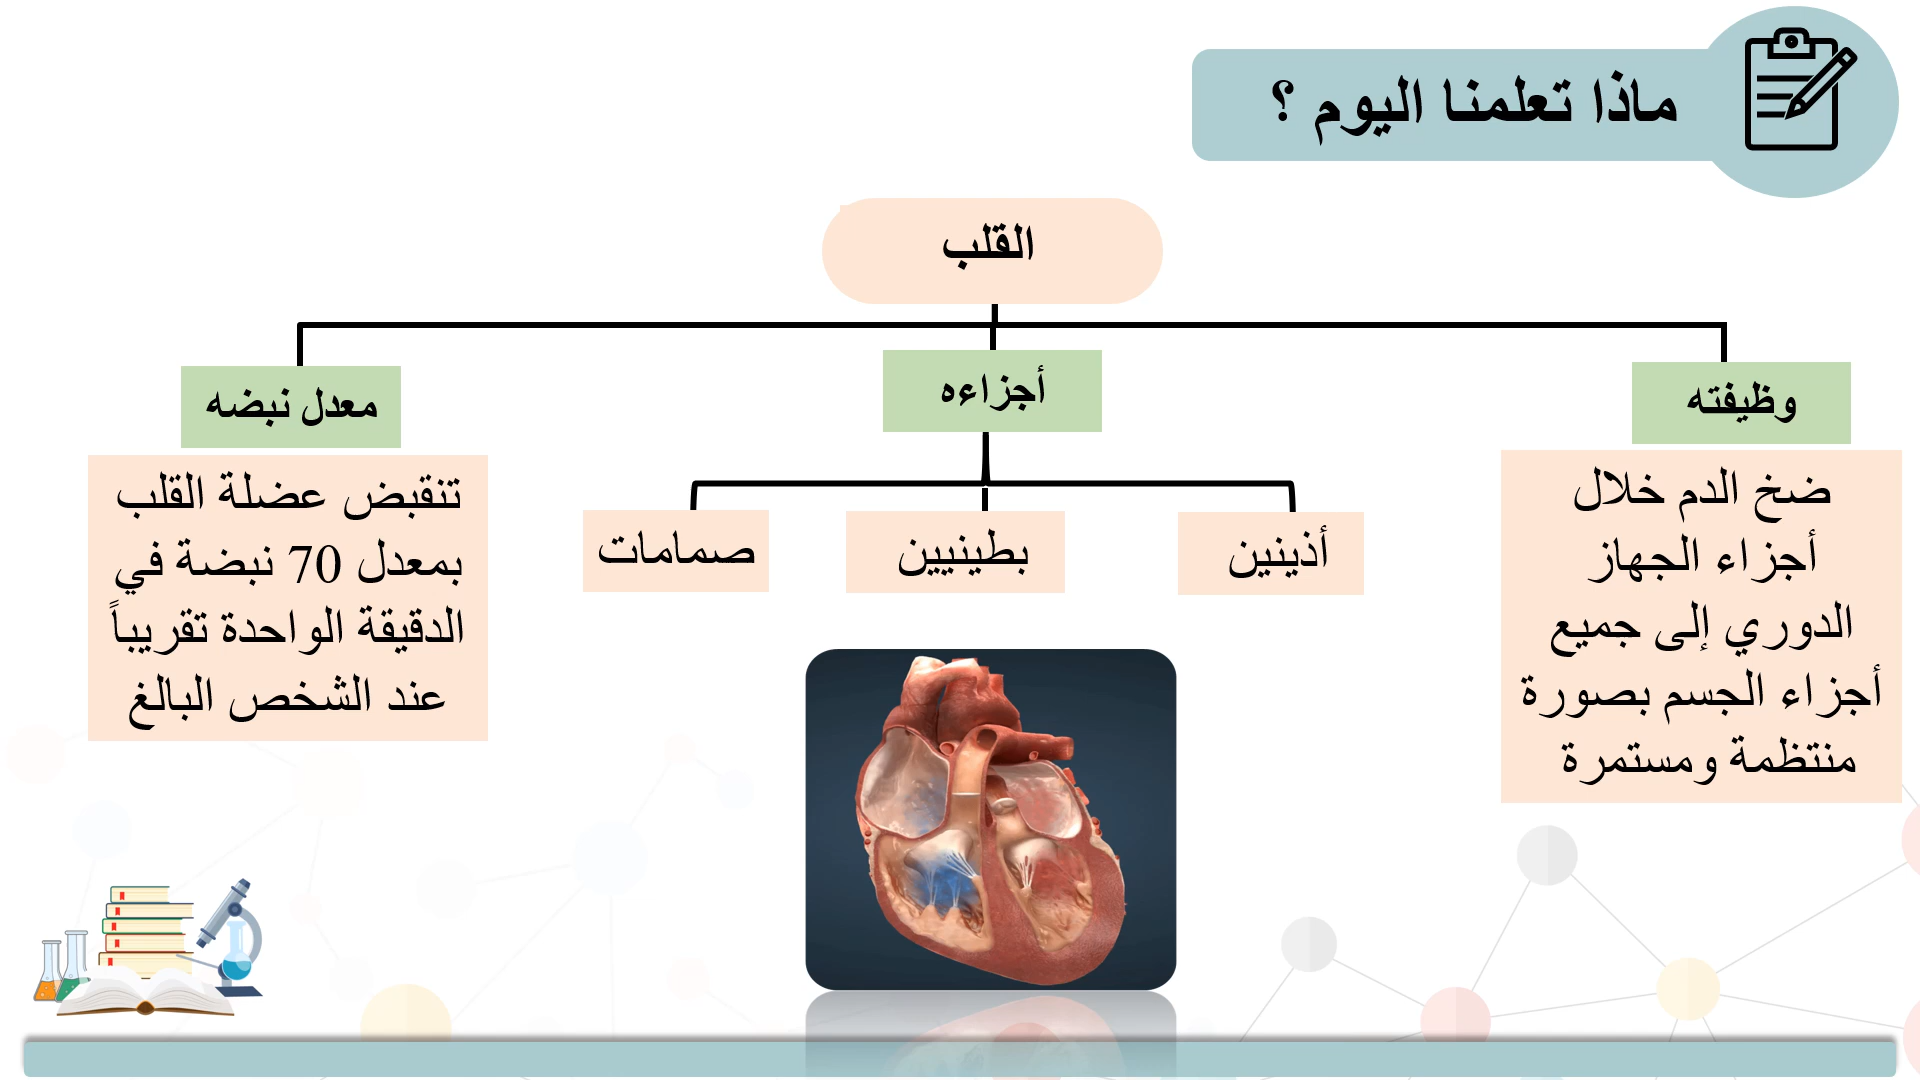 ماذا تعلمنا اليوم ؟
القلب
وظيفته
ضخ الدم خلال
أجزاء الجهاز
الدوري إلى جميع
أجزاء الجسم بصورة
منتظمة ومستمرة
أجزاءه
أذينين
بطينيين
صمامات
معدل نبضه
تنقبض عضلة القلب
بمعدل 70 نبضة في
الدقيقة الواحدة تقريباً
عند الشخص البالغ